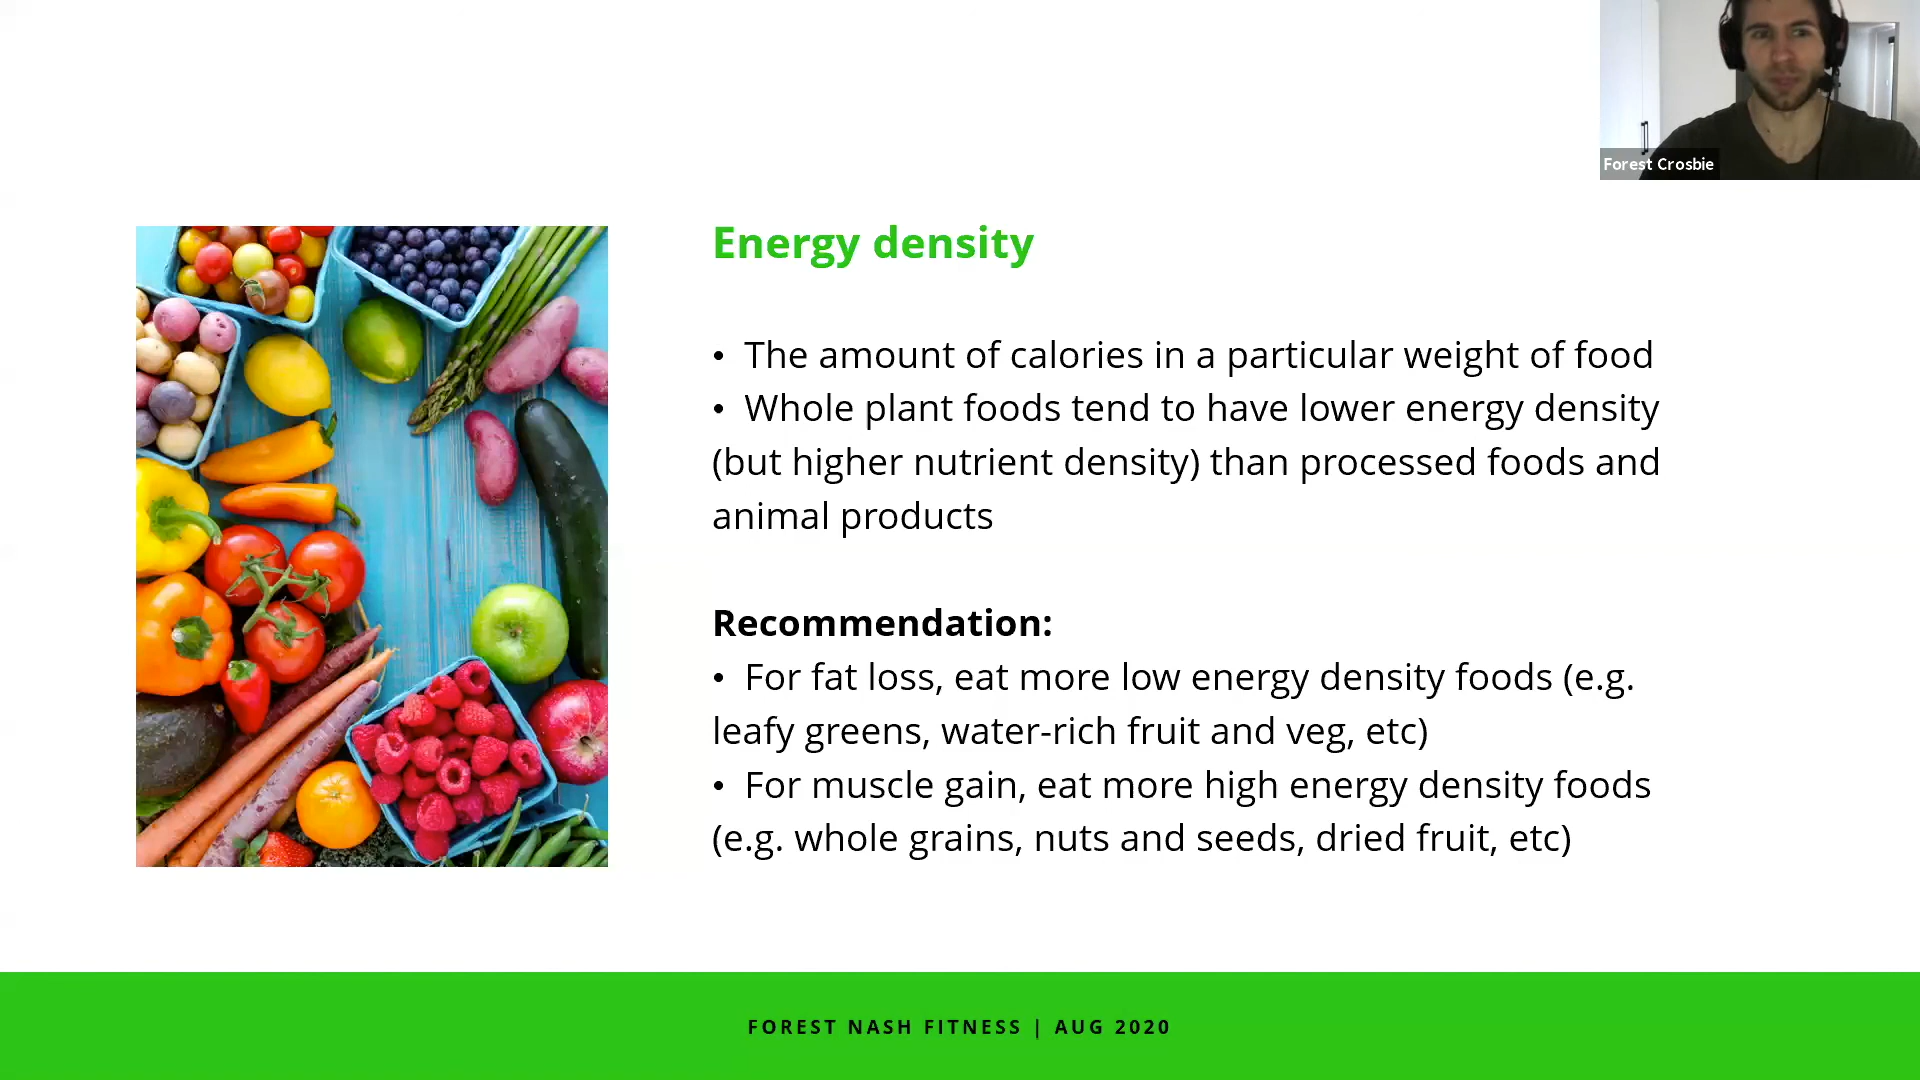 Forest Crosbie
Energy density
• The amount of calories in a particular weight of food
• Whole plant foods tend to have lower energy density
(but higher nutrient density) than processed foods and
animal products
Recommendation:
• For fat loss, eat more low energy density foods (e.g.
leafy greens, water-rich fruit and veg, etc)
• For muscle gain, eat more high energy density foods
(e.g. whole grains, nuts and seeds, dried fruit, etc)
FOREST NASH FITNESS | AUG 2020